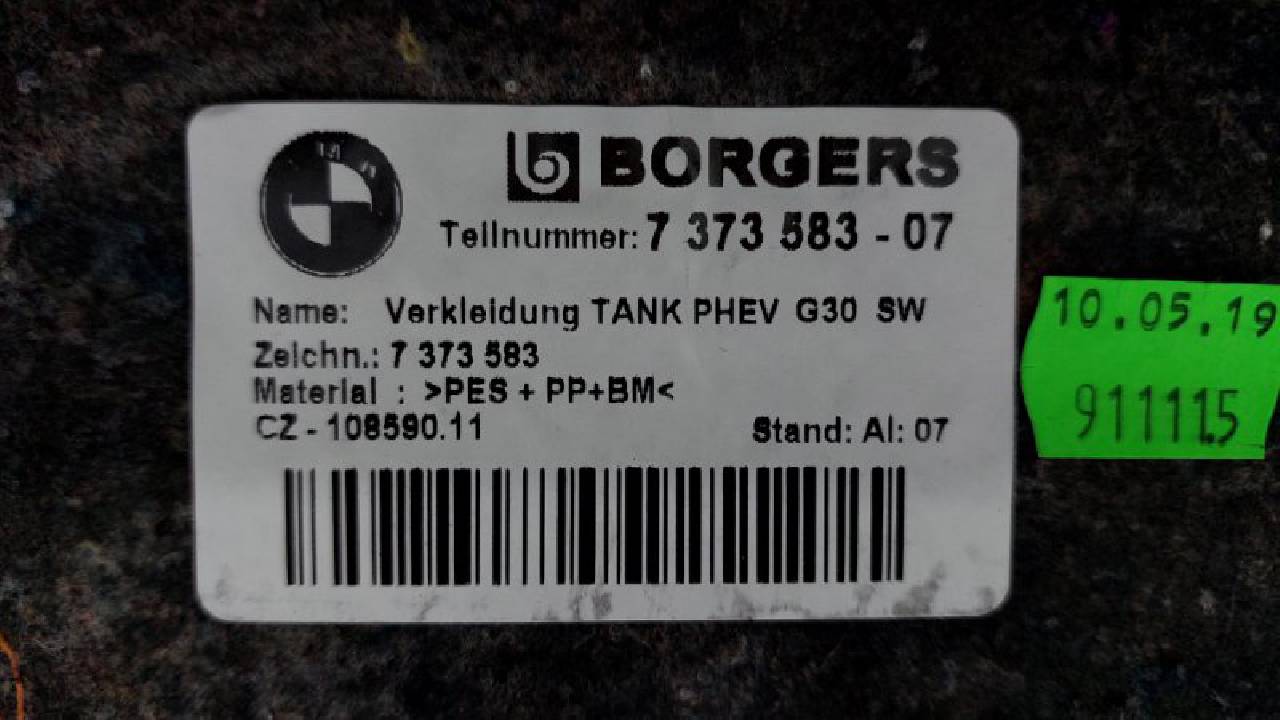 BORGERS
Teilnummer: 7 373 583 - 07
Name: Verkleidung TANK PHEV G30 SW
Zeichn.: 7 373 583
Material : >PES + PP+BM<
CZ - 108590.11
Stand: AI: 07
10.05.19
911115